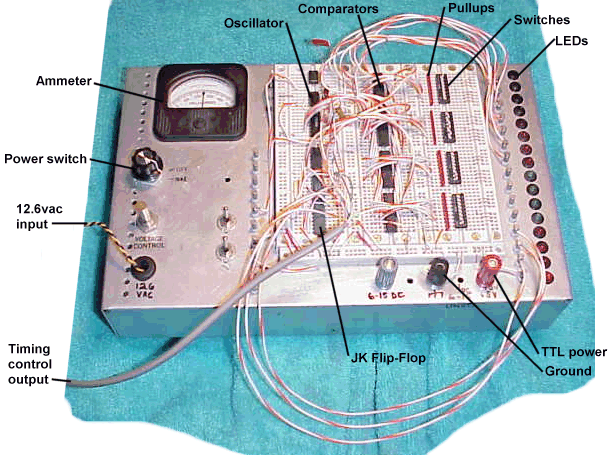 Comparators
Pullups
Switches
Oscillator
LEDs
Ammeter
Power switch
OFF
12.6vac
input
VOLTAGE
CONTROL
12.6
VAC
6-15 DC
+5V
Timing
control
output
JK Flip-Flop
TTL power
Ground